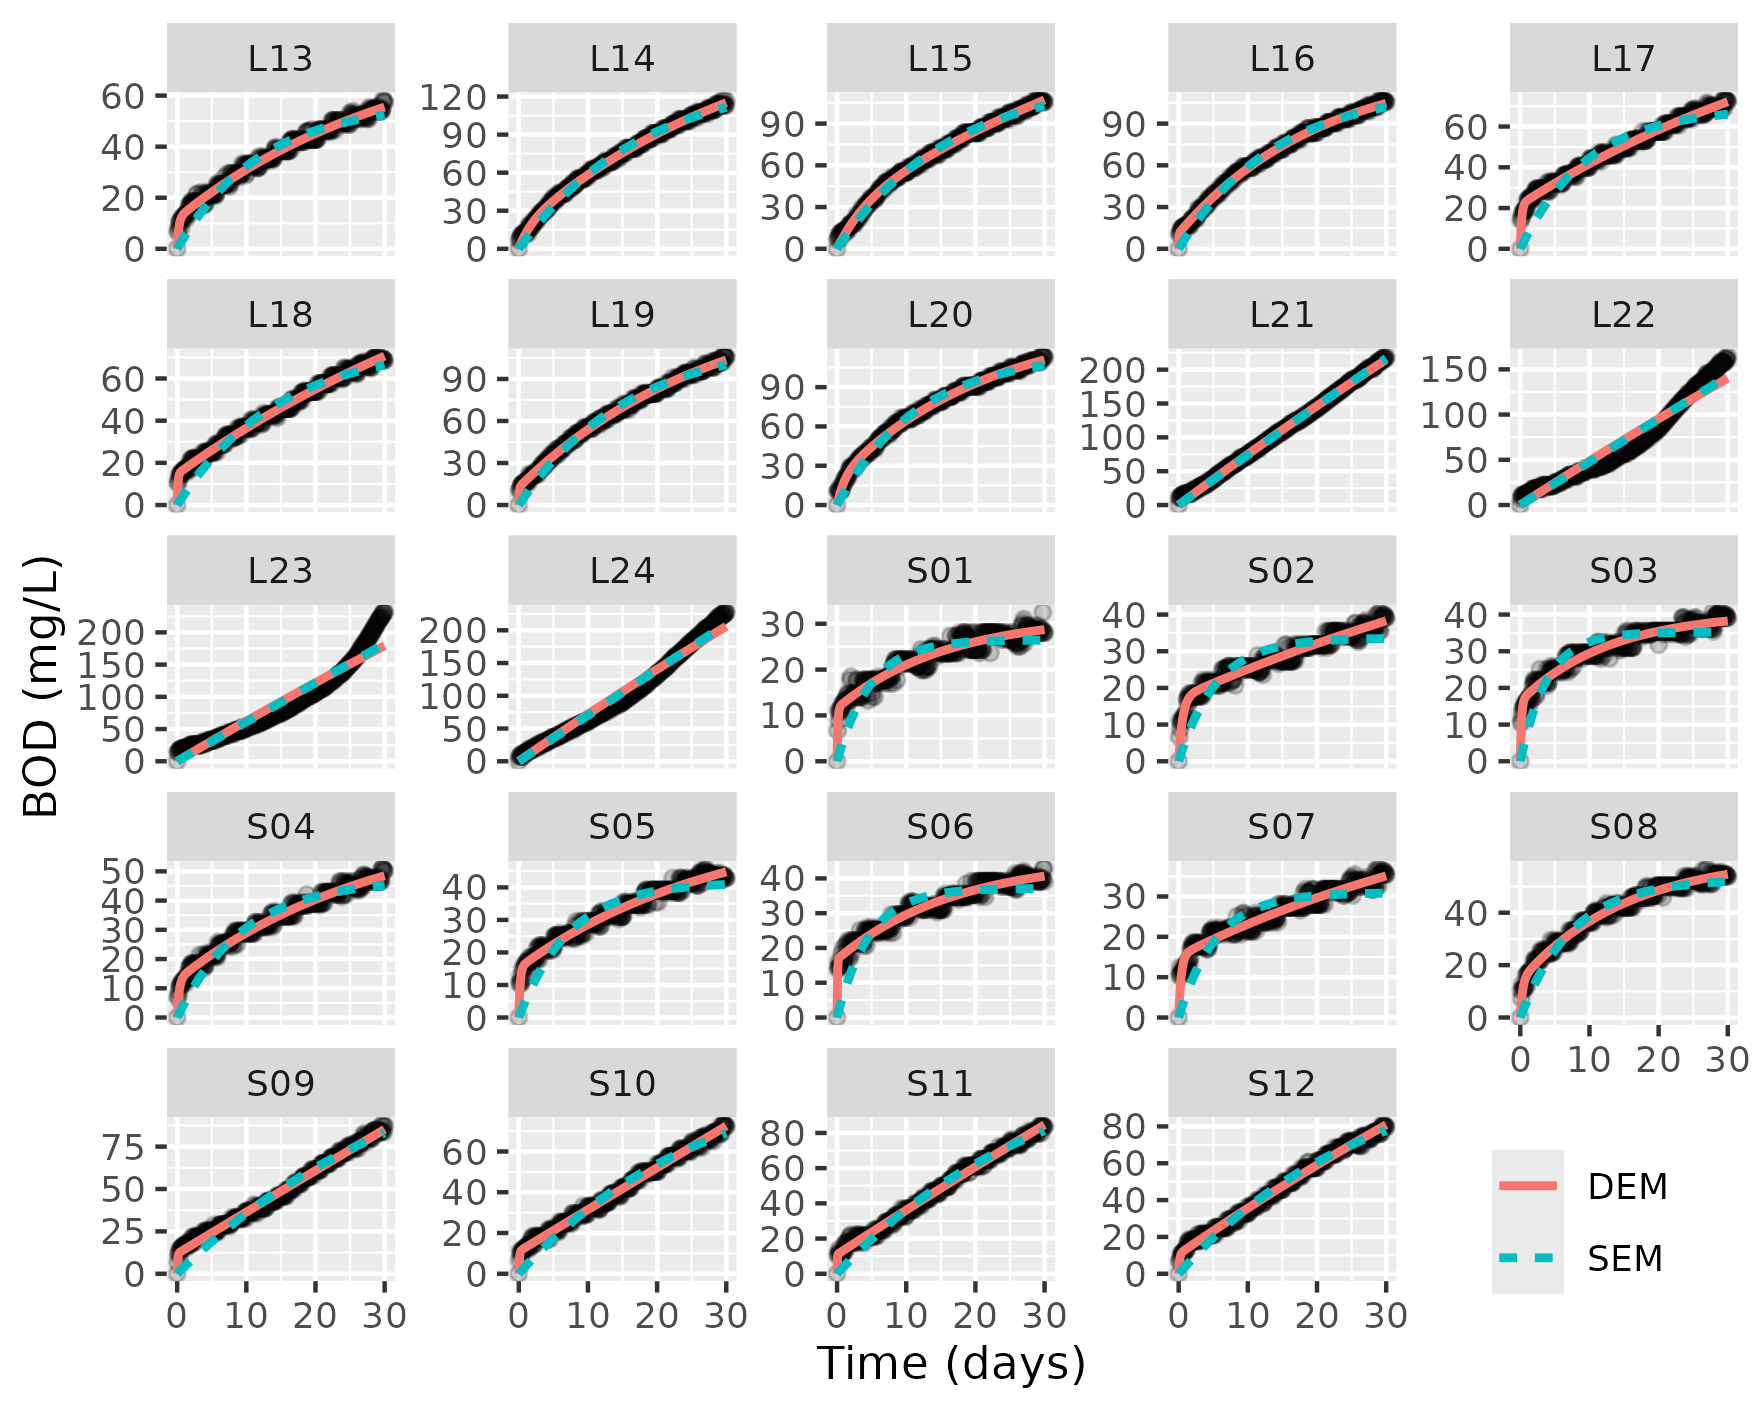 L13 L14 L15 L16 L17
60 40 20 0
120 90 60 30 0
90 60 30 0
90 60 30 0
60 40 20 0
L18 L19 L20 L21 L22
60 40 20 0
90 60 30 0
90 60 30 0
200 150 100 50 0
150 100 50 0
BOD (mg/L)
L23 L24 S01 S02 S03
200 150 100 50 0
200 150 100 50 0
30 20 10 0
40 30 20 10 0
40 30 20 10 0
S04 S05 S06 S07 S08
50 40 30 20 10 0
40 30 20 10 0
40 30 20 10 0
30 20 10 0
40 20 0
0 10 20 30
S09 S10 S11 S12
75 50 25 0
60 40 20 0
80 60 40 20 0
80 60 40 20 0
DEM
SEM
0 10 20 30 0 10 20 30 0 10 20 30 0 10 20 30
Time (days)